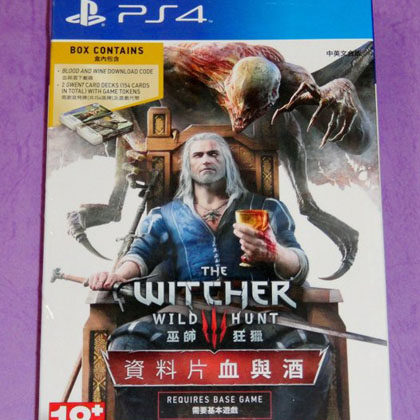 PS4
BOX CONTAINS
盒內包含
- BLOOD AND WINE DOWNLOAD CODE
- 2 GWENT CARD DECKS (154 CARDS
IN TOTAL) WITH GAME TOKENS
中英文合版
THE
WITCHER
WILD HUNT
III
巫師 狂獵
資料片 血與酒
REQUIRES BASE GAME
需要基本遊戲
18+